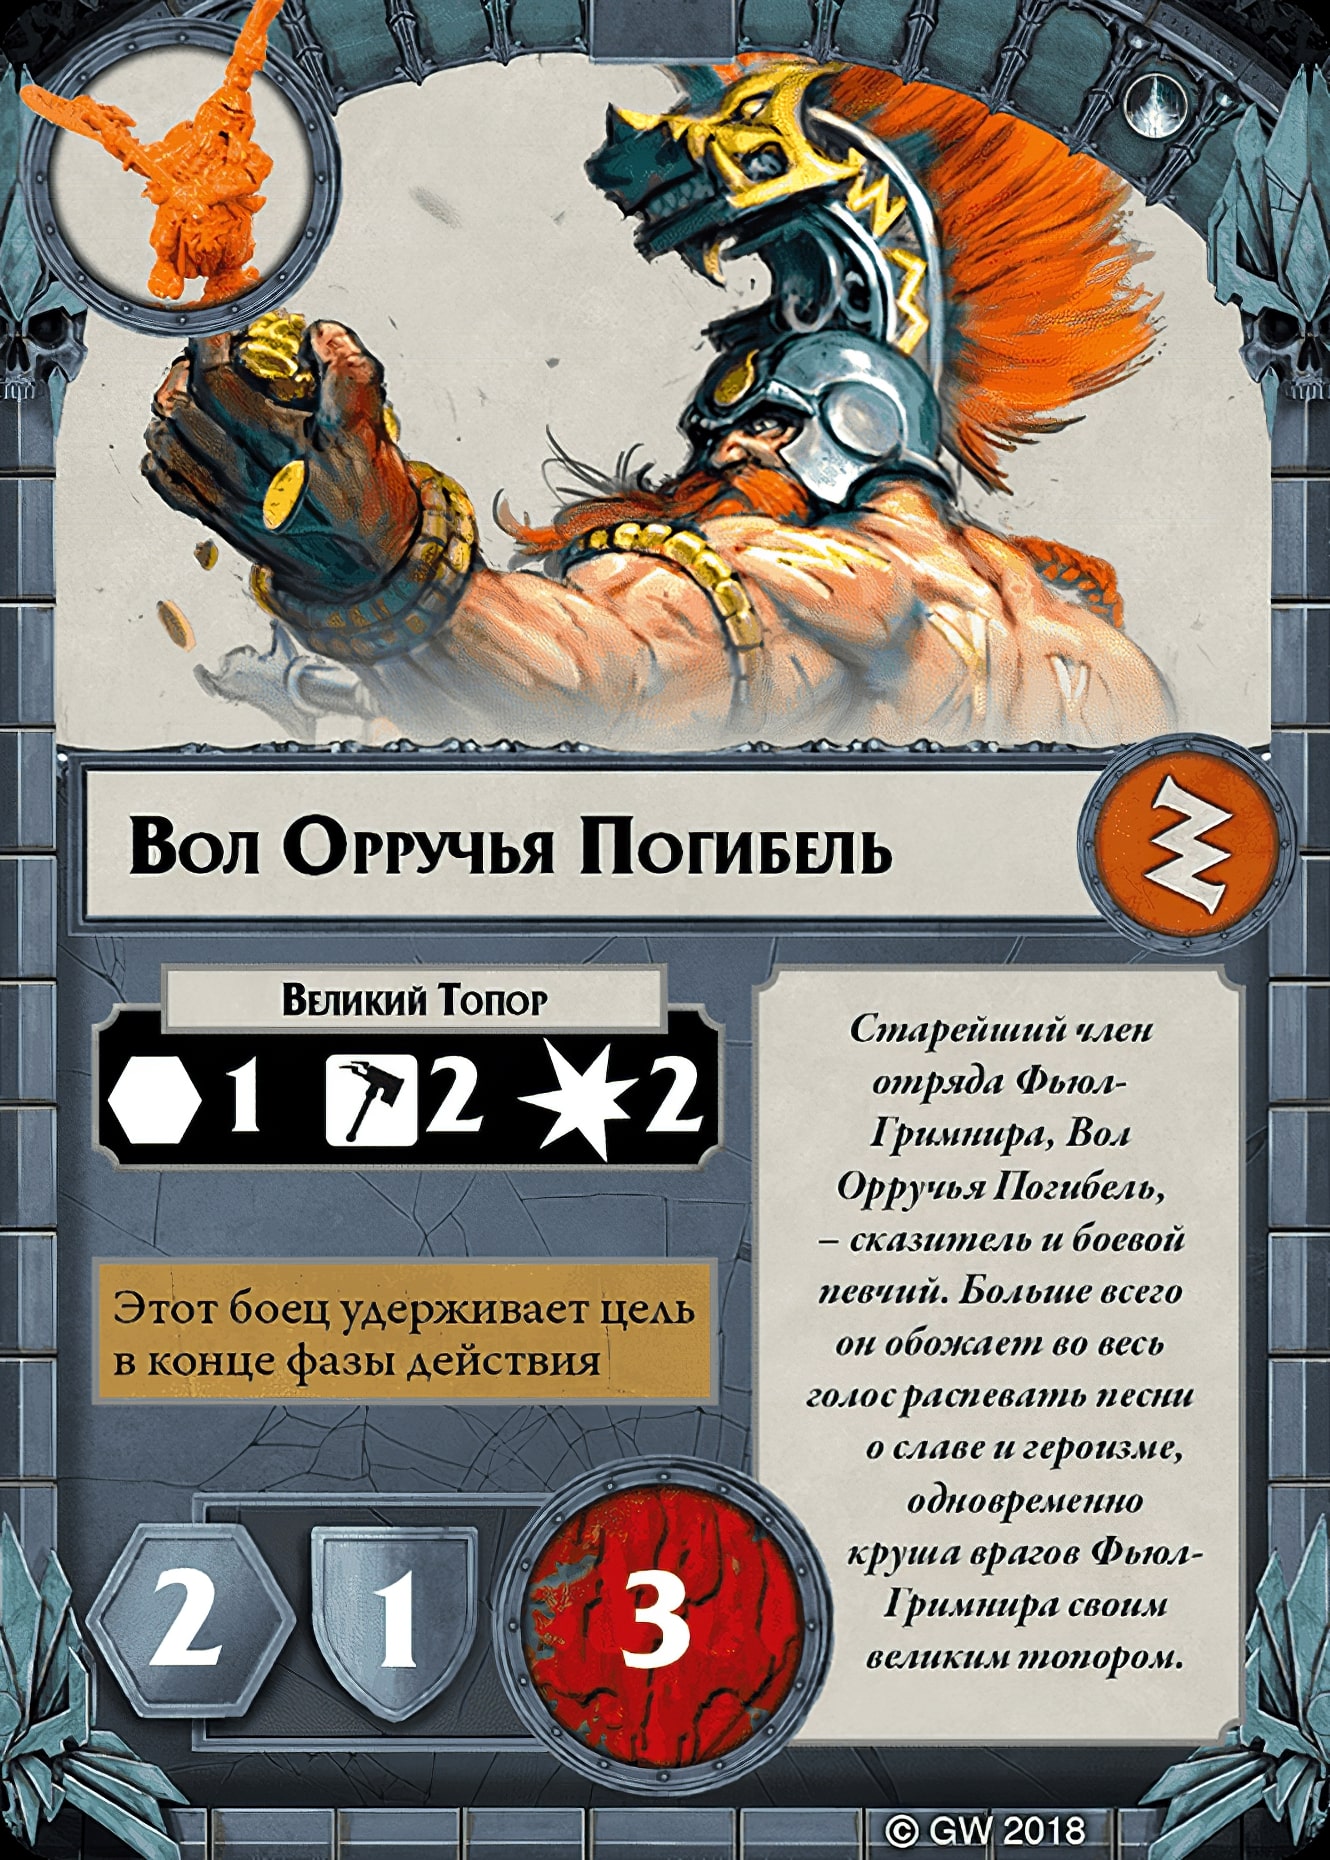 Вол Орручья Погибель
Великий Топор
1 2 2
Этот боец удерживает цель
в конце фазы действия
2 1 3
Старейший член
отряда Фьюл-
Гримнира, Вол
Орручья Погибель,
– сказитель и боевой
певчий. Больше всего
он обожает во весь
голос распевать песни
о славе и героизме,
одновременно
круша врагов Фьюл-
Гримнира своим
великим топором.
© GW 2018